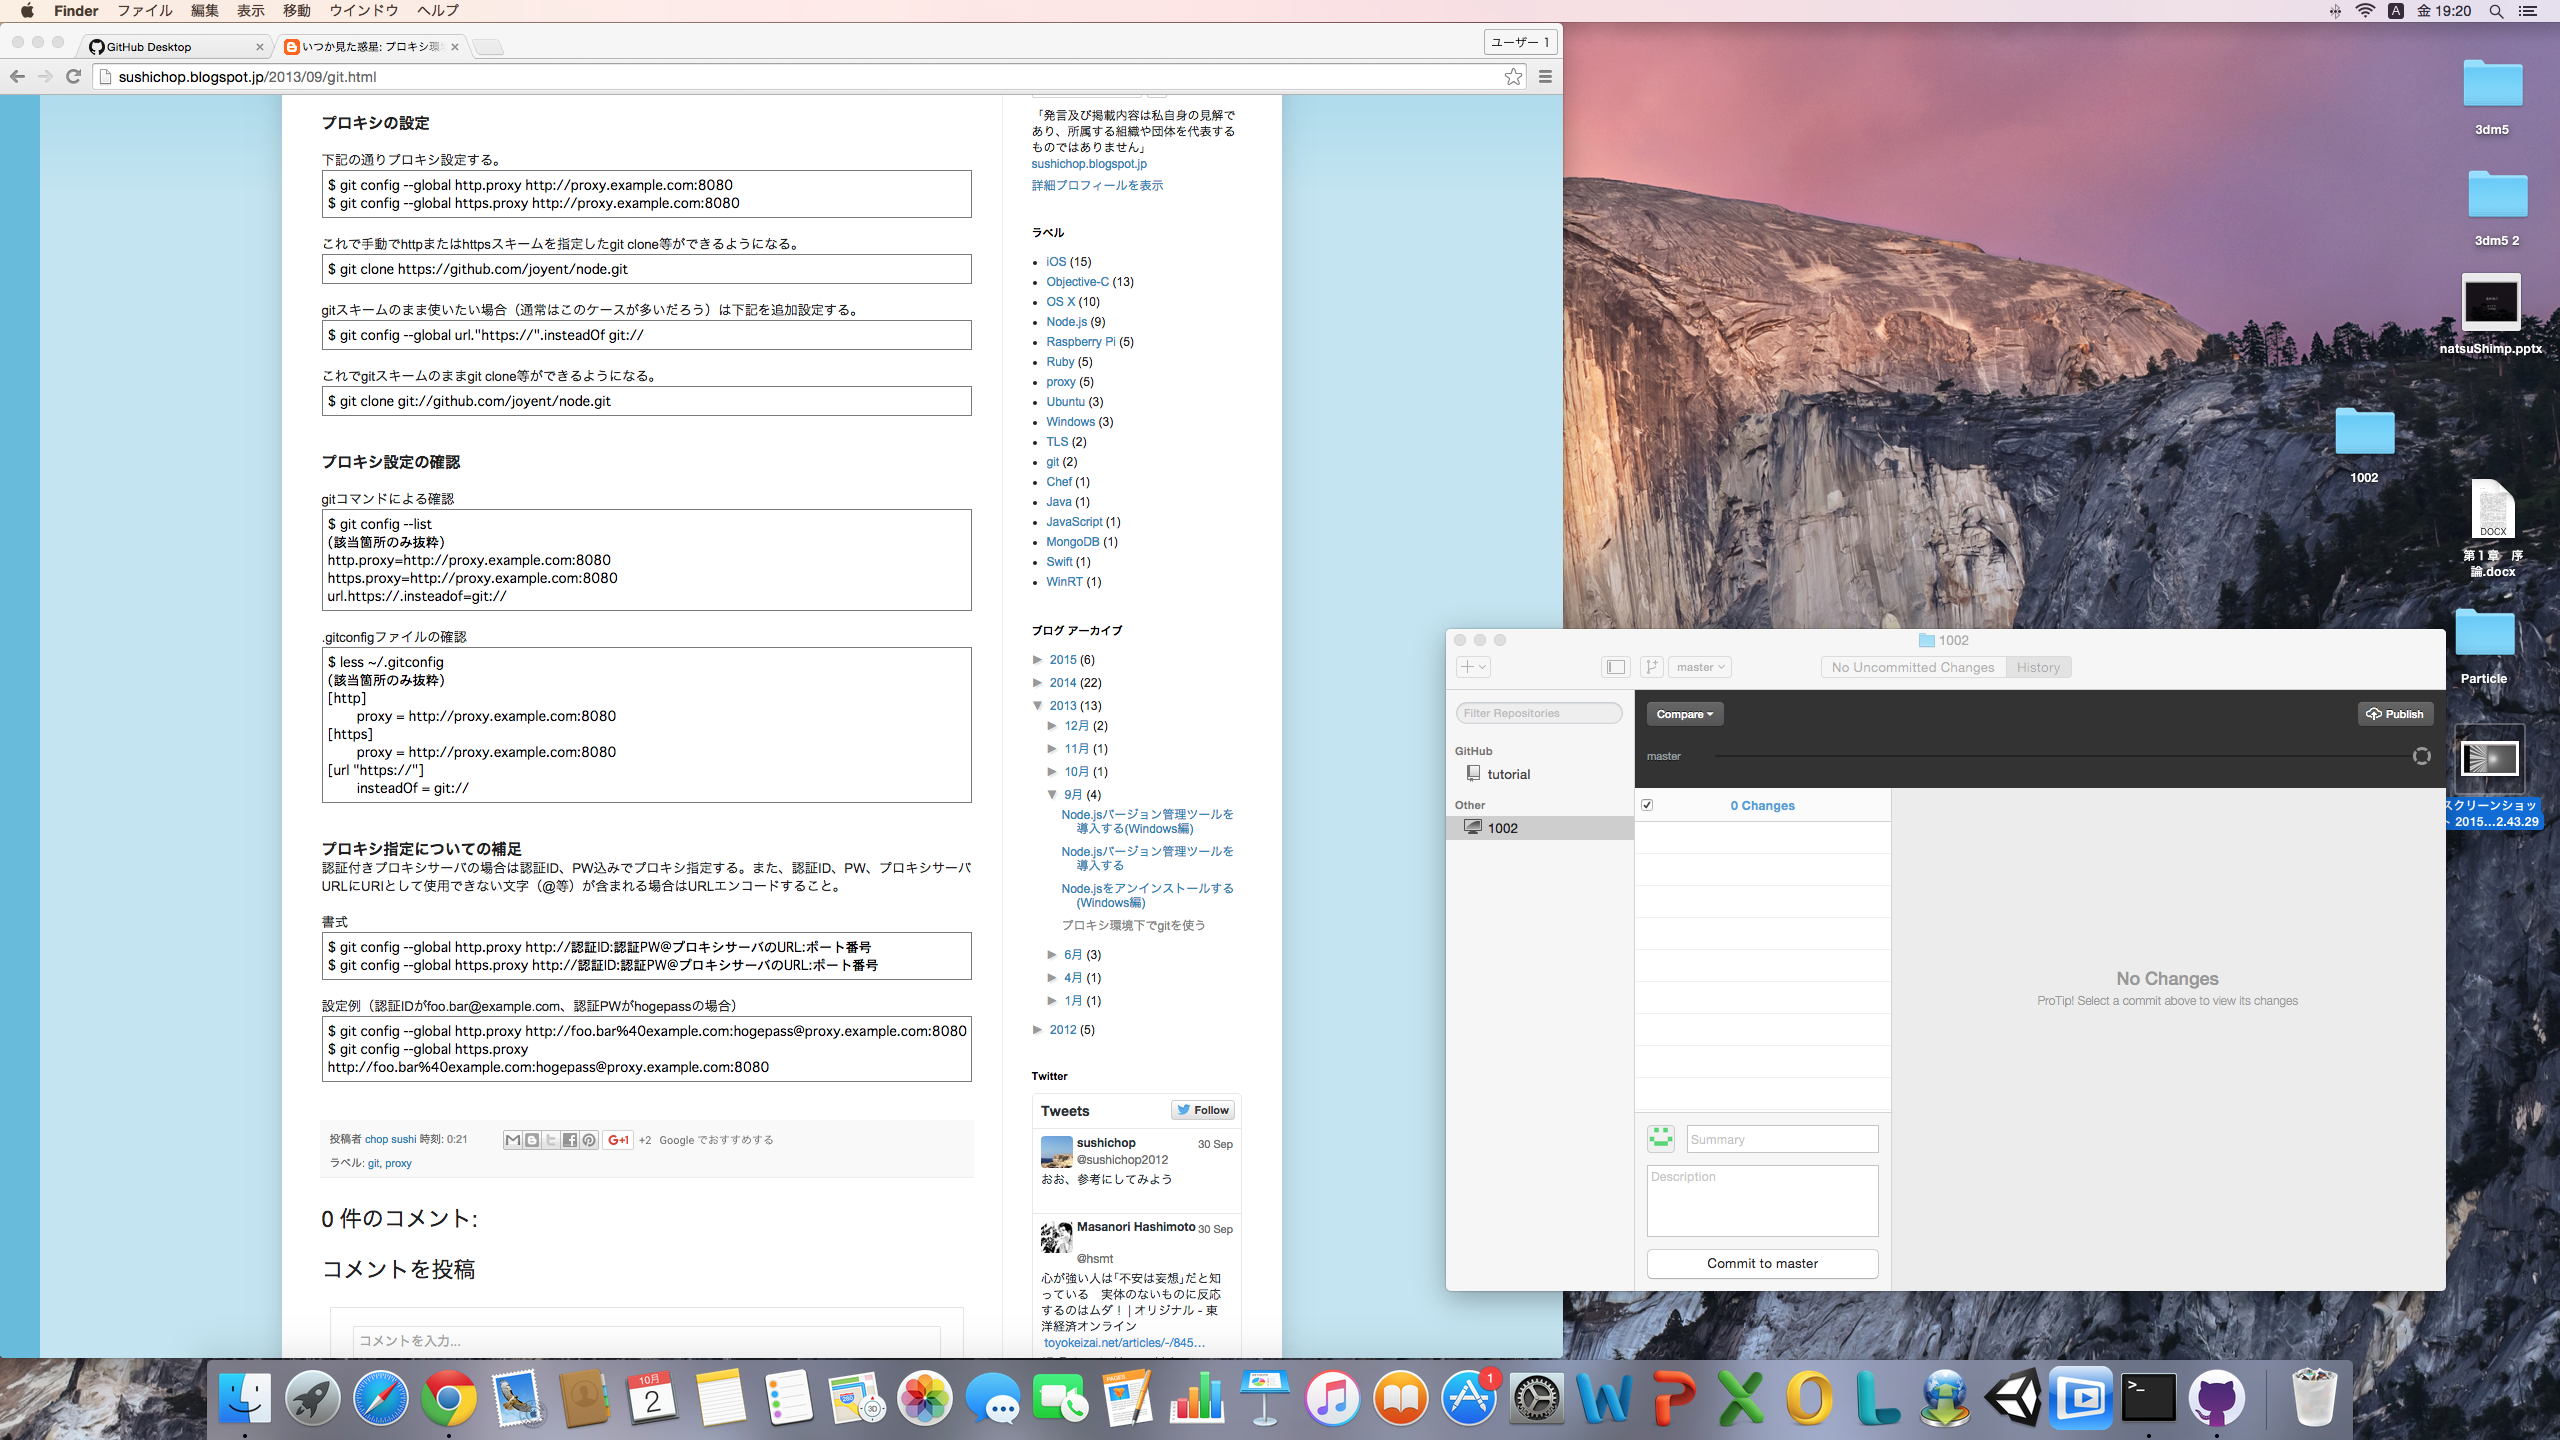 Finder ファイル 編集 表示 移動 ウインドウ ヘルプ
A 金 19:20
GitHub Desktop
いつか見た惑星: プロキシ環
ユーザー 1
sushichop.blogspot.jp/2013/09/git.html
プロキシの設定
下記の通りプロキシ設定する。
$ git config --global http.proxy http://proxy.example.com:8080
$ git config --global https.proxy http://proxy.example.com:8080
これで手動でhttpまたはhttpsスキームを指定したgit clone等ができるようになる。
$ git clone https://github.com/joyent/node.git
gitスキームのまま使いたい場合（通常はこのケースが多いだろう）は下記を追加設定する。
$ git config --global url."https://".insteadOf git://
これでgitスキームのままgit clone等ができるようになる。
$ git clone git://github.com/joyent/node.git
プロキシ設定の確認
gitコマンドによる確認
$ git config --list
（該当箇所のみ抜粋）
http.proxy=http://proxy.example.com:8080
https.proxy=http://proxy.example.com:8080
url.https://.insteadof=git://
.gitconfigファイルの確認
$ less ~/.gitconfig
（該当箇所のみ抜粋）
[http]
proxy = http://proxy.example.com:8080
[https]
proxy = http://proxy.example.com:8080
[url "https://"]
insteadOf = git://
プロキシ指定についての補足
認証付きプロキシサーバの場合は認証ID、PW込みでプロキシ指定する。また、認証ID、PW、プロキシサーバ
URLにURIとして使用できない文字（@等）が含まれる場合はURLエンコードすること。
書式
$ git config --global http.proxy http://認証ID:認証PW@プロキシサーバのURL:ポート番号
$ git config --global https.proxy http://認証ID:認証PW@プロキシサーバのURL:ポート番号
設定例（認証IDがfoo.bar@example.com、認証PWがhogepassの場合）
$ git config --global http.proxy http://foo.bar%40example.com:hogepass@proxy.example.com:8080
$ git config --global https.proxy
http://foo.bar%40example.com:hogepass@proxy.example.com:8080
投稿者 chop sushi 時刻: 0:21
G+1 +2 Google でおすすめする
ラベル: git, proxy
0 件のコメント:
コメントを投稿
コメントを入力...
「発言及び掲載内容は私自身の見解で
あり、所属する組織や団体を代表する
ものではありません」
sushichop.blogspot.jp
詳細プロフィールを表示
ラベル
iOS (15)
Objective-C (13)
OS X (10)
Node.js (9)
Raspberry Pi (5)
Ruby (5)
proxy (5)
Ubuntu (3)
Windows (3)
TLS (2)
git (2)
Chef (1)
Java (1)
JavaScript (1)
MongoDB (1)
Swift (1)
WinRT (1)
ブログ アーカイブ
► 2015 (6)
► 2014 (22)
▼ 2013 (13)
► 12月 (2)
► 11月 (1)
► 10月 (1)
▼ 9月 (4)
Node.jsバージョン管理ツールを
導入する(Windows編)
Node.jsバージョン管理ツールを
導入する
Node.jsをアンインストールする
(Windows編)
プロキシ環境下でgitを使う
► 6月 (3)
► 4月 (1)
► 1月 (1)
► 2012 (5)
Twitter
Tweets
Follow
sushichop 30 Sep
@sushichop2012
おお、参考にしてみよう
Masanori Hashimoto 30 Sep
@hsmt
心が強い人は｢不安は妄想｣だと知
っている　実体のないものに反応
するのはムダ！ | オリジナル - 東
洋経済オンライン
toyokeizai.net/articles/-/845…
3dm5
3dm5 2
natsuShimp.pptx
1002
DOCX
第１章　序
論.docx
Particle
スクリーンショッ
ト 2015...2.43.29
1002
master
No Uncommitted Changes
History
Filter Repositories
Compare
Publish
master
GitHub
tutorial
Other
1002
0 Changes
No Changes
ProTip! Select a commit above to view its changes
Summary
Description
Commit to master
10月
2
PAGES
3D
1